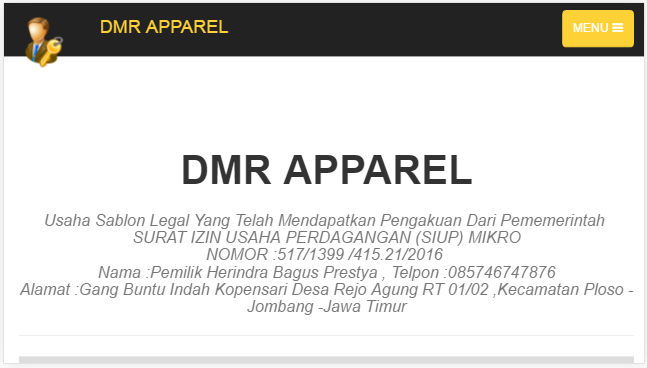 DMR APPAREL
MENU
DMR APPAREL
Usaha Sablon Legal Yang Telah Mendapatkan Pengakuan Dari Pememerintah
SURAT IZIN USAHA PERDAGANGAN (SIUP) MIKRO
NOMOR :517/1399 /415.21/2016
Nama :Pemilik Herindra Bagus Prestya , Telpon :085746747876
Alamat :Gang Buntu Indah Kopensari Desa Rejo Agung RT 01/02 ,Kecamatan Ploso -
Jombang -Jawa Timur